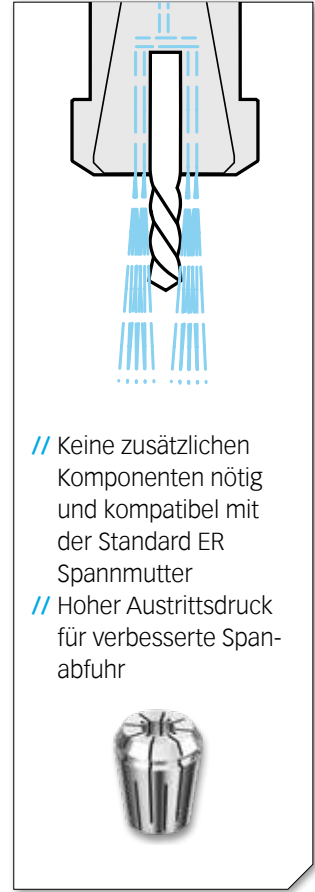 // Keine zusätzlichen
Komponenten nötig
und kompatibel mit
der Standard ER
Spannmutter
// Hoher Austrittsdruck
für verbesserte Span-
abfuhr